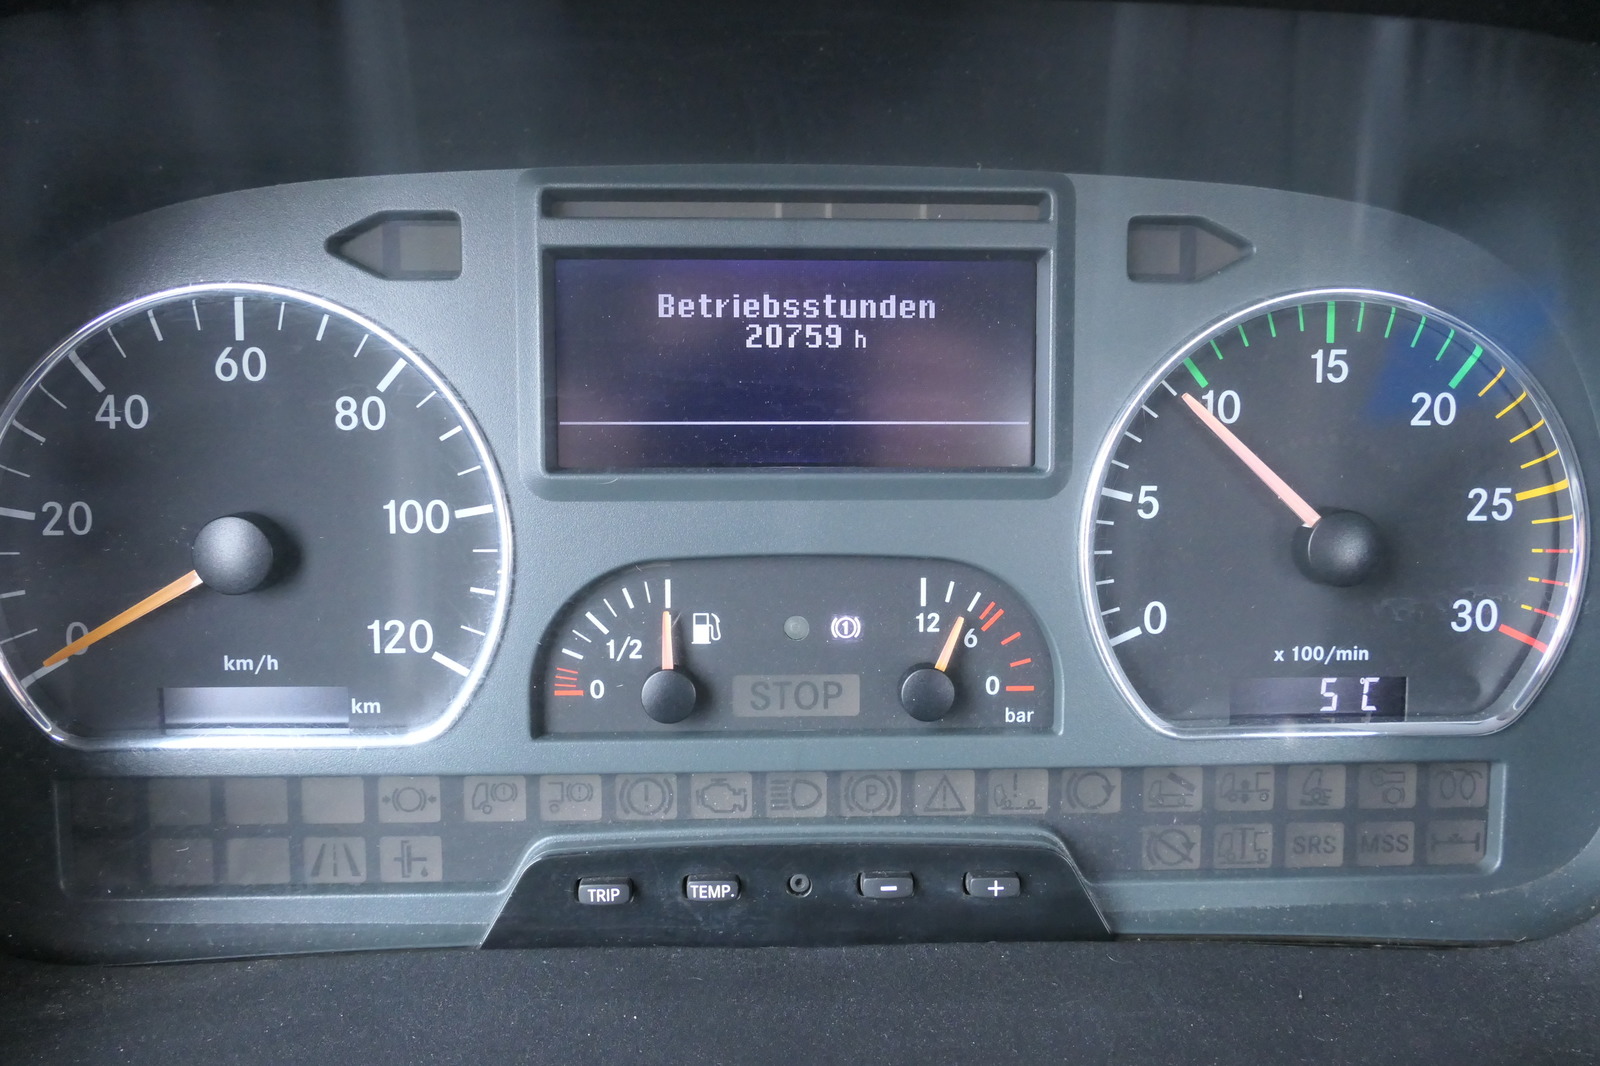 Betriebsstunden
20759 h
0
20
40
60
80
100
120
km/h
km
0
1/2
STOP
(1)
12
6
0
bar
0
5
10
15
20
25
30
x 100/min
5 °C
P
SRS
MSS
TRIP
TEMP.
−
+